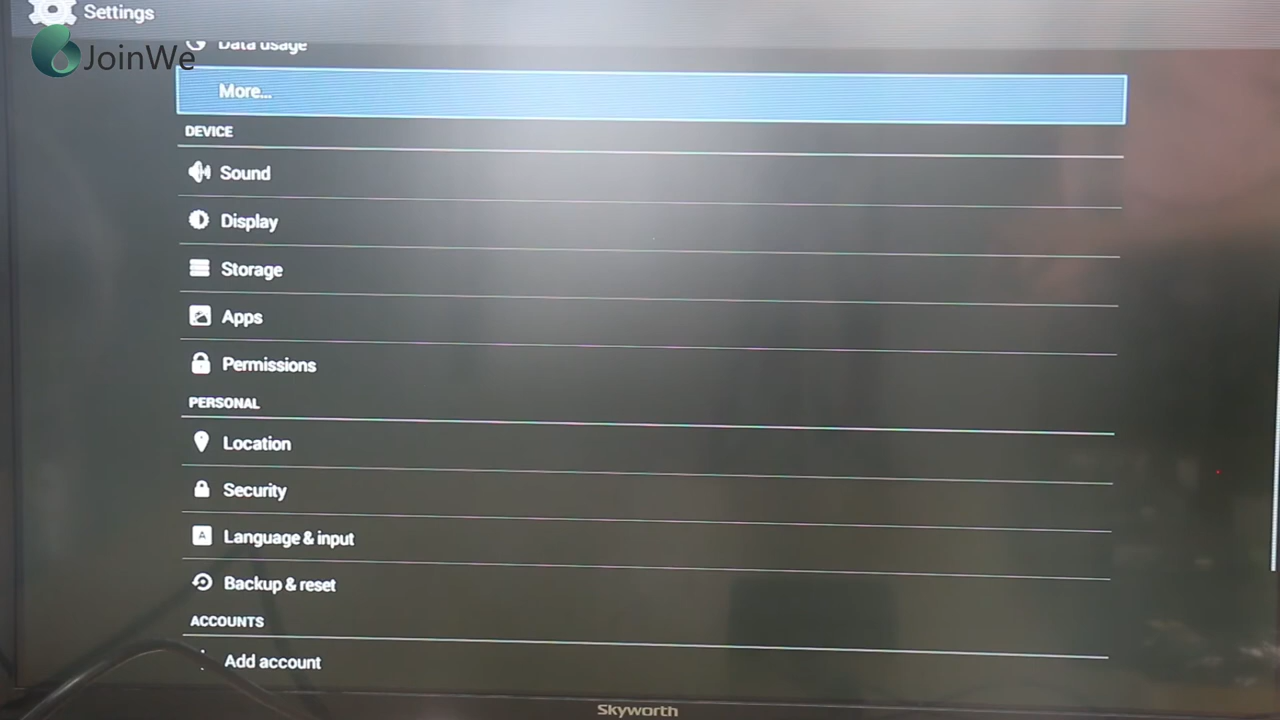 Settings
JoinWe
Data usage
More...
DEVICE
Sound
Display
Storage
Apps
Permissions
PERSONAL
Location
Security
A
Language & input
Backup & reset
ACCOUNTS
Add account
Skyworth